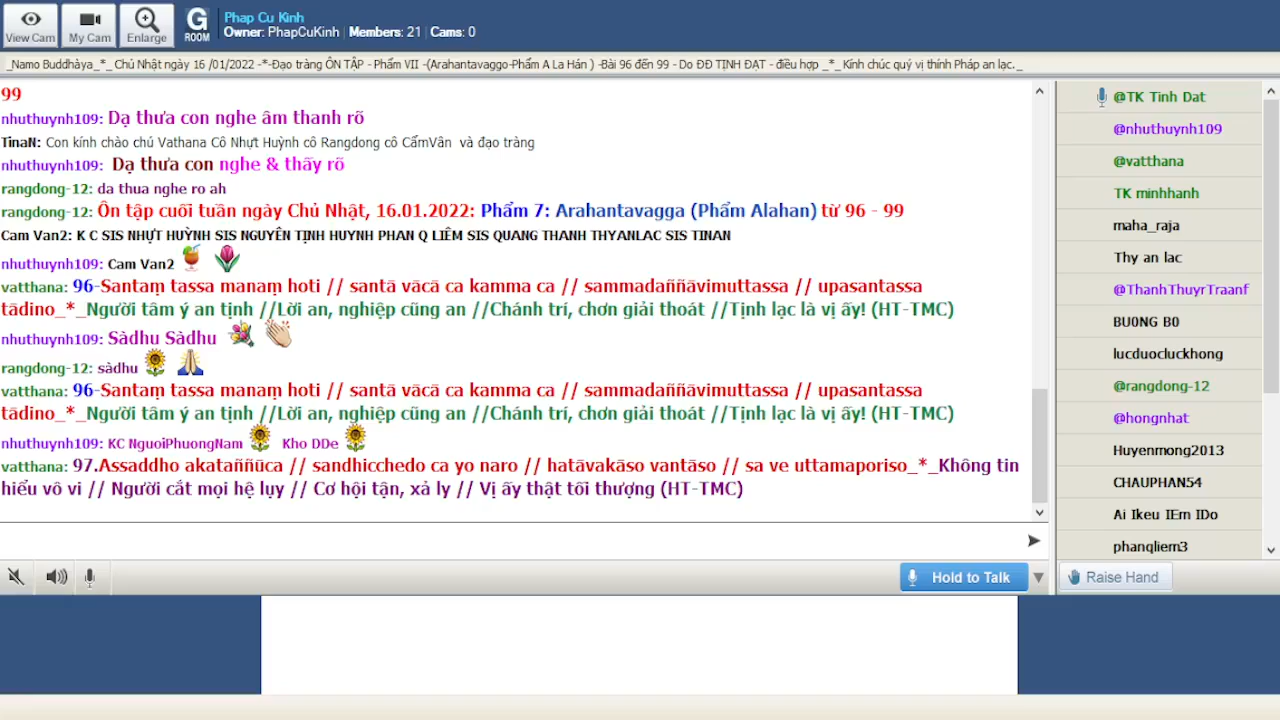 View Cam
My Cam
Enlarge
G
ROOM
Phap Cu Kinh
Owner: PhapCuKinh | Members: 21 | Cams: 0
_Namo Buddhàya_*_ Chủ Nhật ngày 16 /01/2022 -*-Đạo tràng ÔN TẬP - Phẩm VII -(Arahantavaggo-Phẩm A La Hán ) -Bài 96 đến 99 - Do ĐĐ TỊNH ĐẠT - điều hợp _*_ Kính chúc quý vị thính Pháp an lạc._
99
nhuthuynh109: Dạ thưa con nghe âm thanh rõ
TinaN: Con kính chào chú Vathana Cô Nhựt Huỳnh cô Rangdong cô CẩmVân và đạo tràng
nhuthuynh109: Dạ thưa con nghe & thấy rõ
rangdong-12: da thua nghe ro ah
rangdong-12: Ôn tập cuối tuần ngày Chủ Nhật, 16.01.2022: Phẩm 7: Arahantavagga (Phẩm Alahan) từ 96 - 99
Cam Van2: K C SIS NHỰT HUỲNH SIS NGUYÊN TỊNH HUYNH PHAN Q LIÊM SIS QUANG THANH THYANLAC SIS TINAN
nhuthuynh109: Cam Van2
vatthana: 96-Santaṃ tassa manaṃ hoti // santā vācā ca kamma ca // sammadaññāvimuttassa // upasantassa
tādino_*_Người tâm ý an tịnh //Lời an, nghiệp cũng an //Chánh trí, chơn giải thoát //Tịnh lạc là vị ấy! (HT-TMC)
nhuthuynh109: Sàdhu Sàdhu
rangdong-12: sàdhu
vatthana: 96-Santaṃ tassa manaṃ hoti // santā vācā ca kamma ca // sammadaññāvimuttassa // upasantassa
tādino_*_Người tâm ý an tịnh //Lời an, nghiệp cũng an //Chánh trí, chơn giải thoát //Tịnh lạc là vị ấy! (HT-TMC)
nhuthuynh109: KC NguoiPhuongNam Kho DDe
vatthana: 97.Assaddho akataññūca // sandhicchedo ca yo naro // hatāvakāso vantāso // sa ve uttamaporiso_*_Không tin
hiểu vô vi // Người cắt mọi hệ lụy // Cơ hội tận, xả ly // Vị ấy thật tối thượng (HT-TMC)
Hold to Talk
@TK Tinh Dat
@nhuthuynh109
@vatthana
TK minhhanh
maha_raja
Thy an lac
@ThanhThuyrTraanf
BU0NG B0
lucduocluckhong
@rangdong-12
@hongnhat
Huyenmong2013
CHAUPHAN54
Ai Ikeu IEm IDo
phanqliem3
Raise Hand